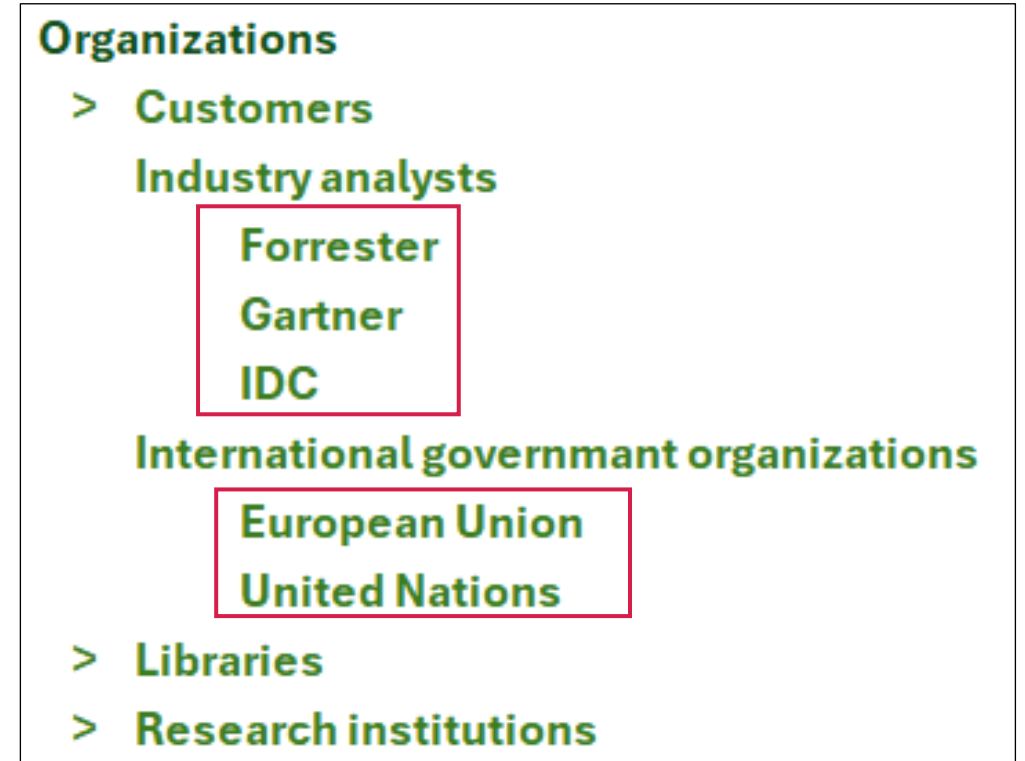 Organizations
> Customers
Industry analysts
Forrester
Gartner
IDC
International governmant organizations
European Union
United Nations
> Libraries
> Research institutions